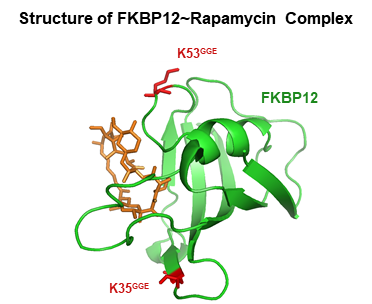 Structure of FKBP12~Rapamycin Complex
K53GGE
FKBP12
K35GGE